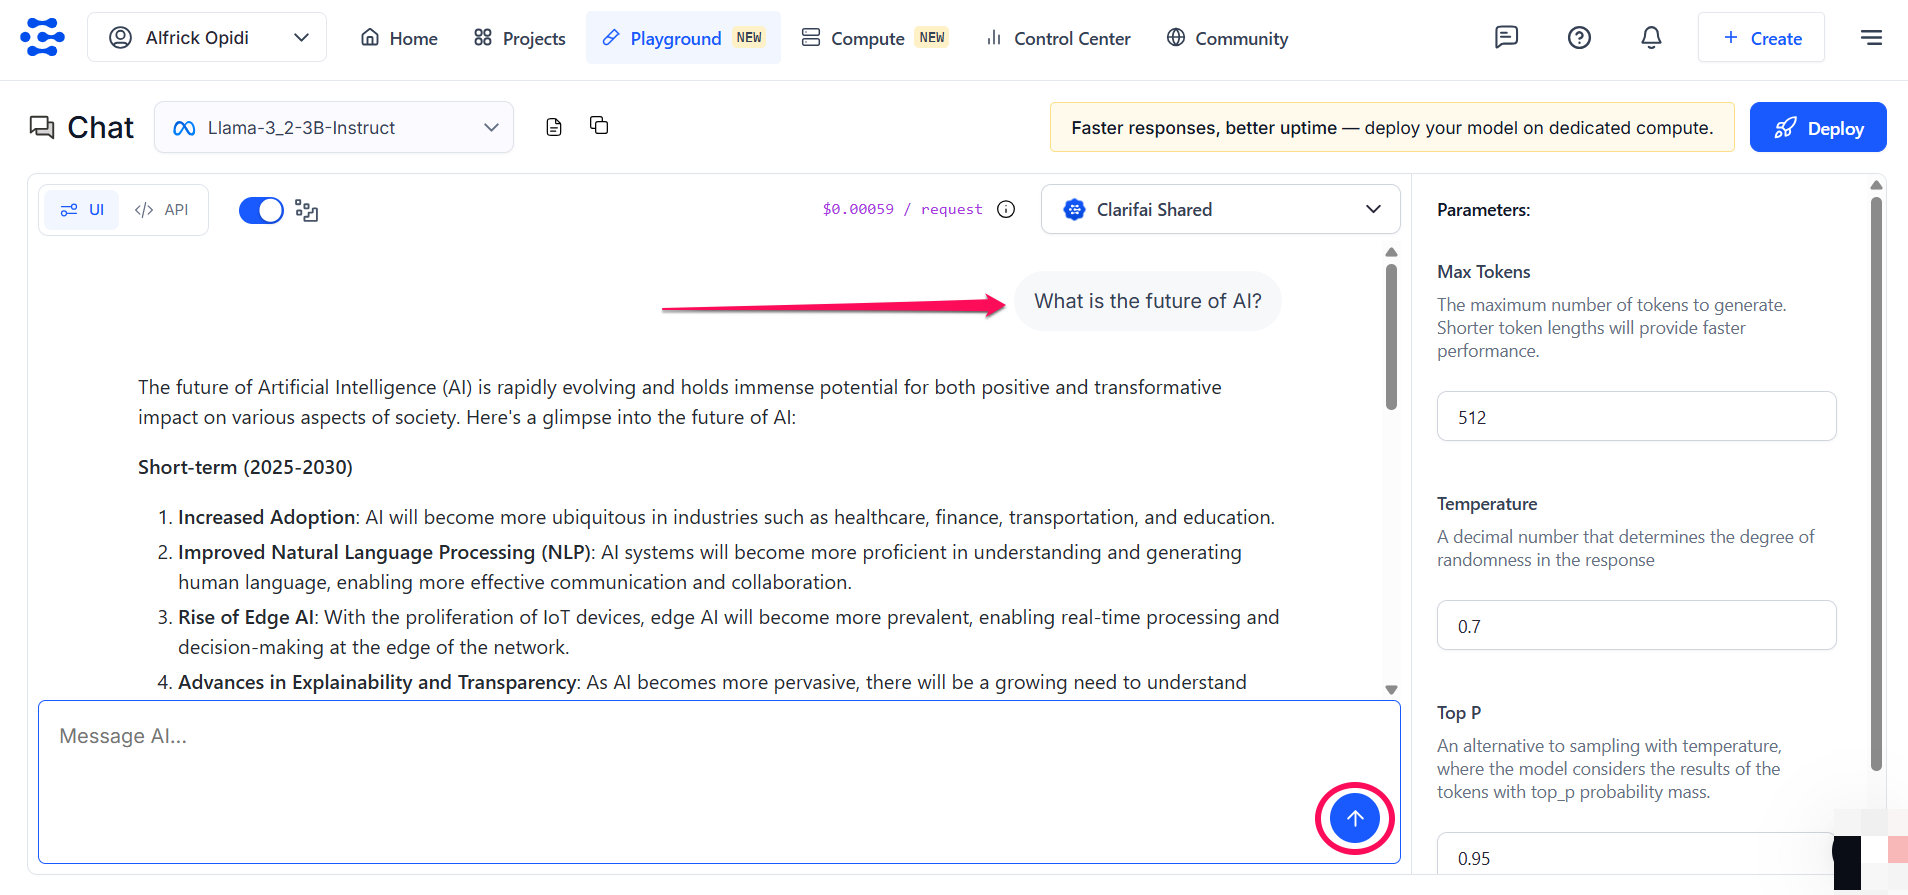 Alfrick Opidi
Home
Projects
Playground NEW
Compute NEW
Control Center
Community
+ Create
Chat
Llama-3_2-3B-Instruct
Faster responses, better uptime — deploy your model on dedicated compute.
Deploy
UI
API
$0.00059 / request
Clarifai Shared
What is the future of AI?
The future of Artificial Intelligence (AI) is rapidly evolving and holds immense potential for both positive and transformative
impact on various aspects of society. Here's a glimpse into the future of AI:
Short-term (2025-2030)
1. Increased Adoption: AI will become more ubiquitous in industries such as healthcare, finance, transportation, and education.
2. Improved Natural Language Processing (NLP): AI systems will become more proficient in understanding and generating
human language, enabling more effective communication and collaboration.
3. Rise of Edge AI: With the proliferation of IoT devices, edge AI will become more prevalent, enabling real-time processing and
decision-making at the edge of the network.
4. Advances in Explainability and Transparency: As AI becomes more pervasive, there will be a growing need to understand
Message AI...
Parameters:
Max Tokens
The maximum number of tokens to generate.
Shorter token lengths will provide faster
performance.
512
Temperature
A decimal number that determines the degree of
randomness in the response
0.7
Top P
An alternative to sampling with temperature,
where the model considers the results of the
tokens with top_p probability mass.
0.95